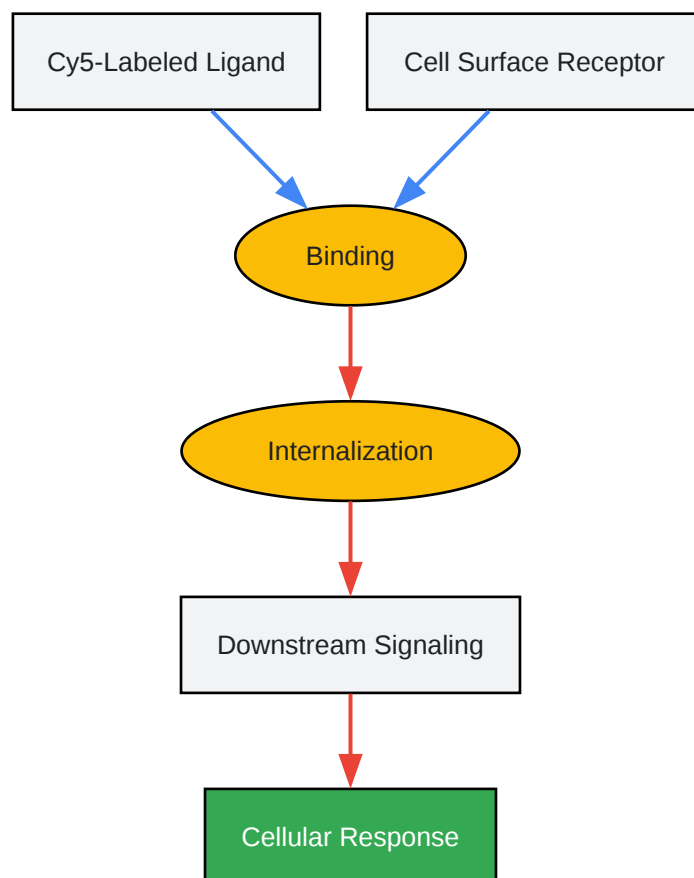 Cy5-Labeled Ligand
Cell Surface Receptor
Binding
Internalization
Downstream Signaling
Cellular Response